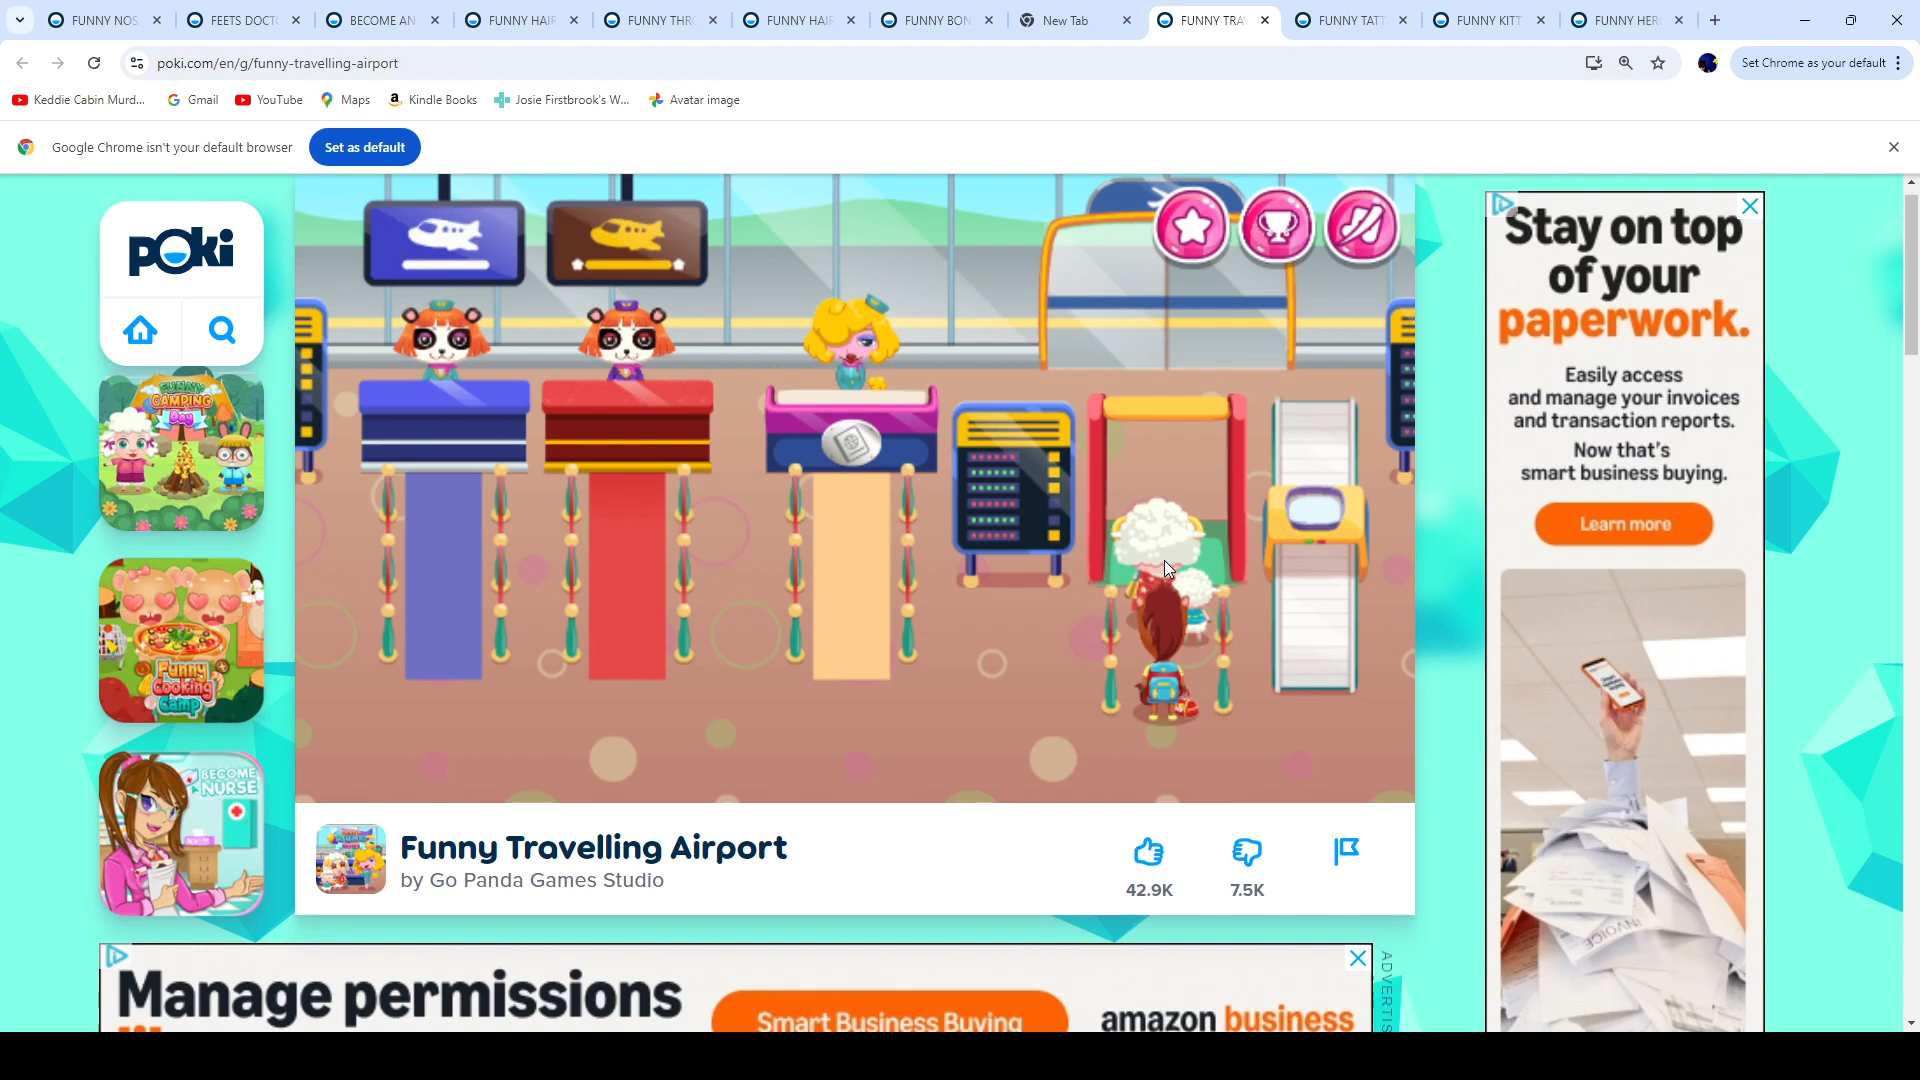 FUNNY NOS
FEETS DOCT
BECOME AN
FUNNY HAIR
FUNNY THR
FUNNY HAIR
FUNNY BON
New Tab
FUNNY TRAV
FUNNY TATT
FUNNY KITT
FUNNY HER
poki.com/en/g/funny-travelling-airport
Set Chrome as your default
Keddie Cabin Murd...
Gmail
YouTube
Maps
Kindle Books
Josie Firstbrook's W...
Avatar image
Google Chrome isn't your default browser
Set as default
poki
FUNNY
CAMPING
Day
Funny
Cooking
Camp
BECOME
NURSE
Funny Travelling Airport
by Go Panda Games Studio
42.9K
7.5K
Stay on top
of your
paperwork.
Easily access
and manage your invoices
and transaction reports.
Now that's
smart business buying.
Learn more
INVOICE
Manage permissions
Smart Business Buying
amazon business
ADVERTIS